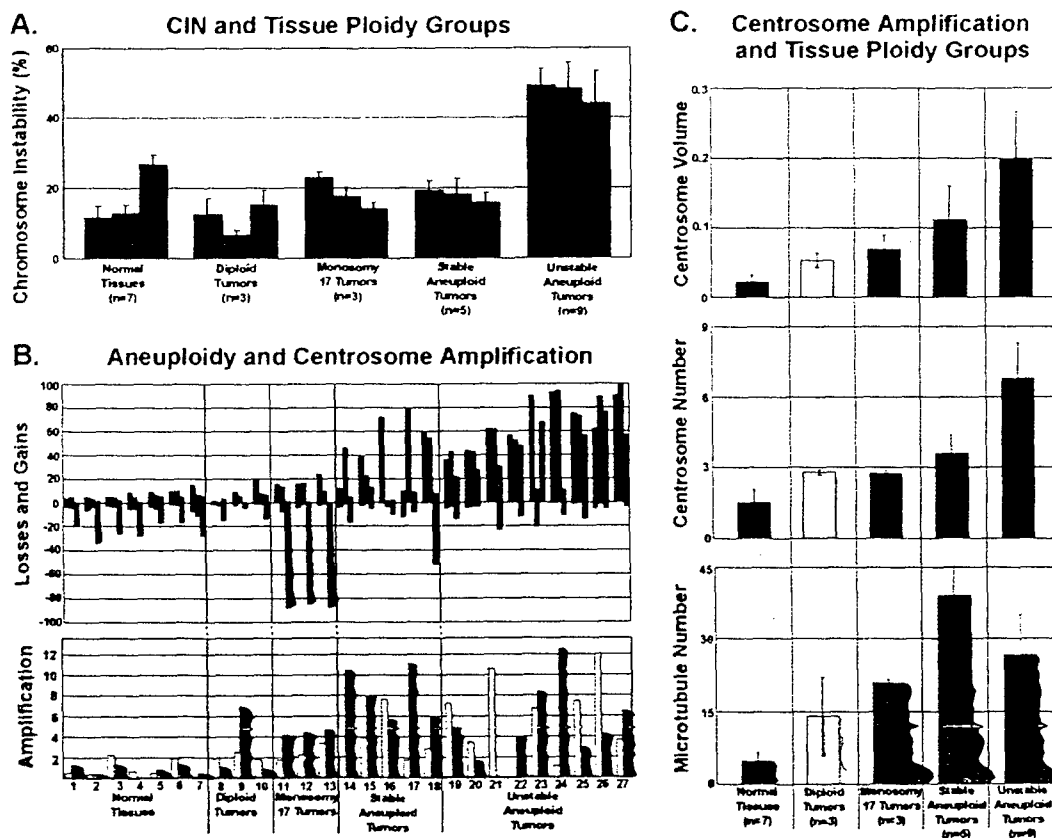 A. CIN and Tissue Ploidy Groups
Chromosome Instability (%)
60
40
20
0
Normal Tissues (n=7)
Diploid Tumors (n=3)
Monosomy 17 Tumors (n=3)
Stable Aneuploid Tumors (n=5)
Unstable Aneuploid Tumors (n=9)
B. Aneuploidy and Centrosome Amplification
Losses and Gains
100
80
60
40
20
0
-20
-40
-60
-80
-100
Amplification
12
10
8
6
4
2
1 2 3 4 5 6 7 8 9 10 11 12 13 14 15 16 17 18 19 20 21 22 23 24 25 26 27
Normal Tissues
Diploid Tumors
Monosomy 17 Tumors
Stable Aneuploid Tumors
Unstable Aneuploid Tumors
C. Centrosome Amplification
and Tissue Ploidy Groups
Centrosome Volume
0.3
0.2
0.1
0
Centrosome Number
9
6
3
0
Microtubule Number
45
30
15
0
Normal Tissues (n=7)
Diploid Tumors (n=3)
Monosomy 17 Tumors (n=3)
Stable Aneuploid Tumors (n=5)
Unstable Aneuploid Tumors (n=9)